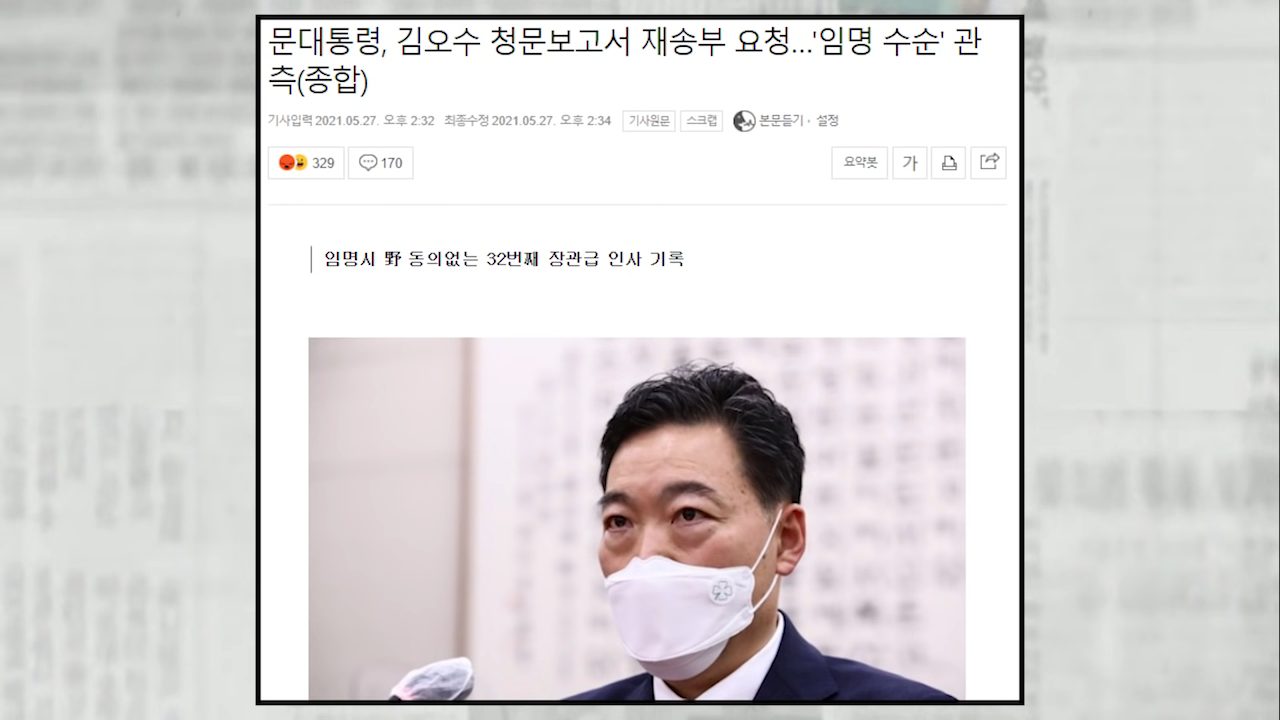 문대통령, 김오수 청문보고서 재송부 요청…'임명 수순' 관
측(종합)
기사입력 2021.05.27. 오후 2:32 최종수정 2021.05.27. 오후 2:34 기사원문 스크랩 본문듣기 · 설정
329 170 요약봇 가
임명시 野 동의없는 32번째 장관급 인사 기록